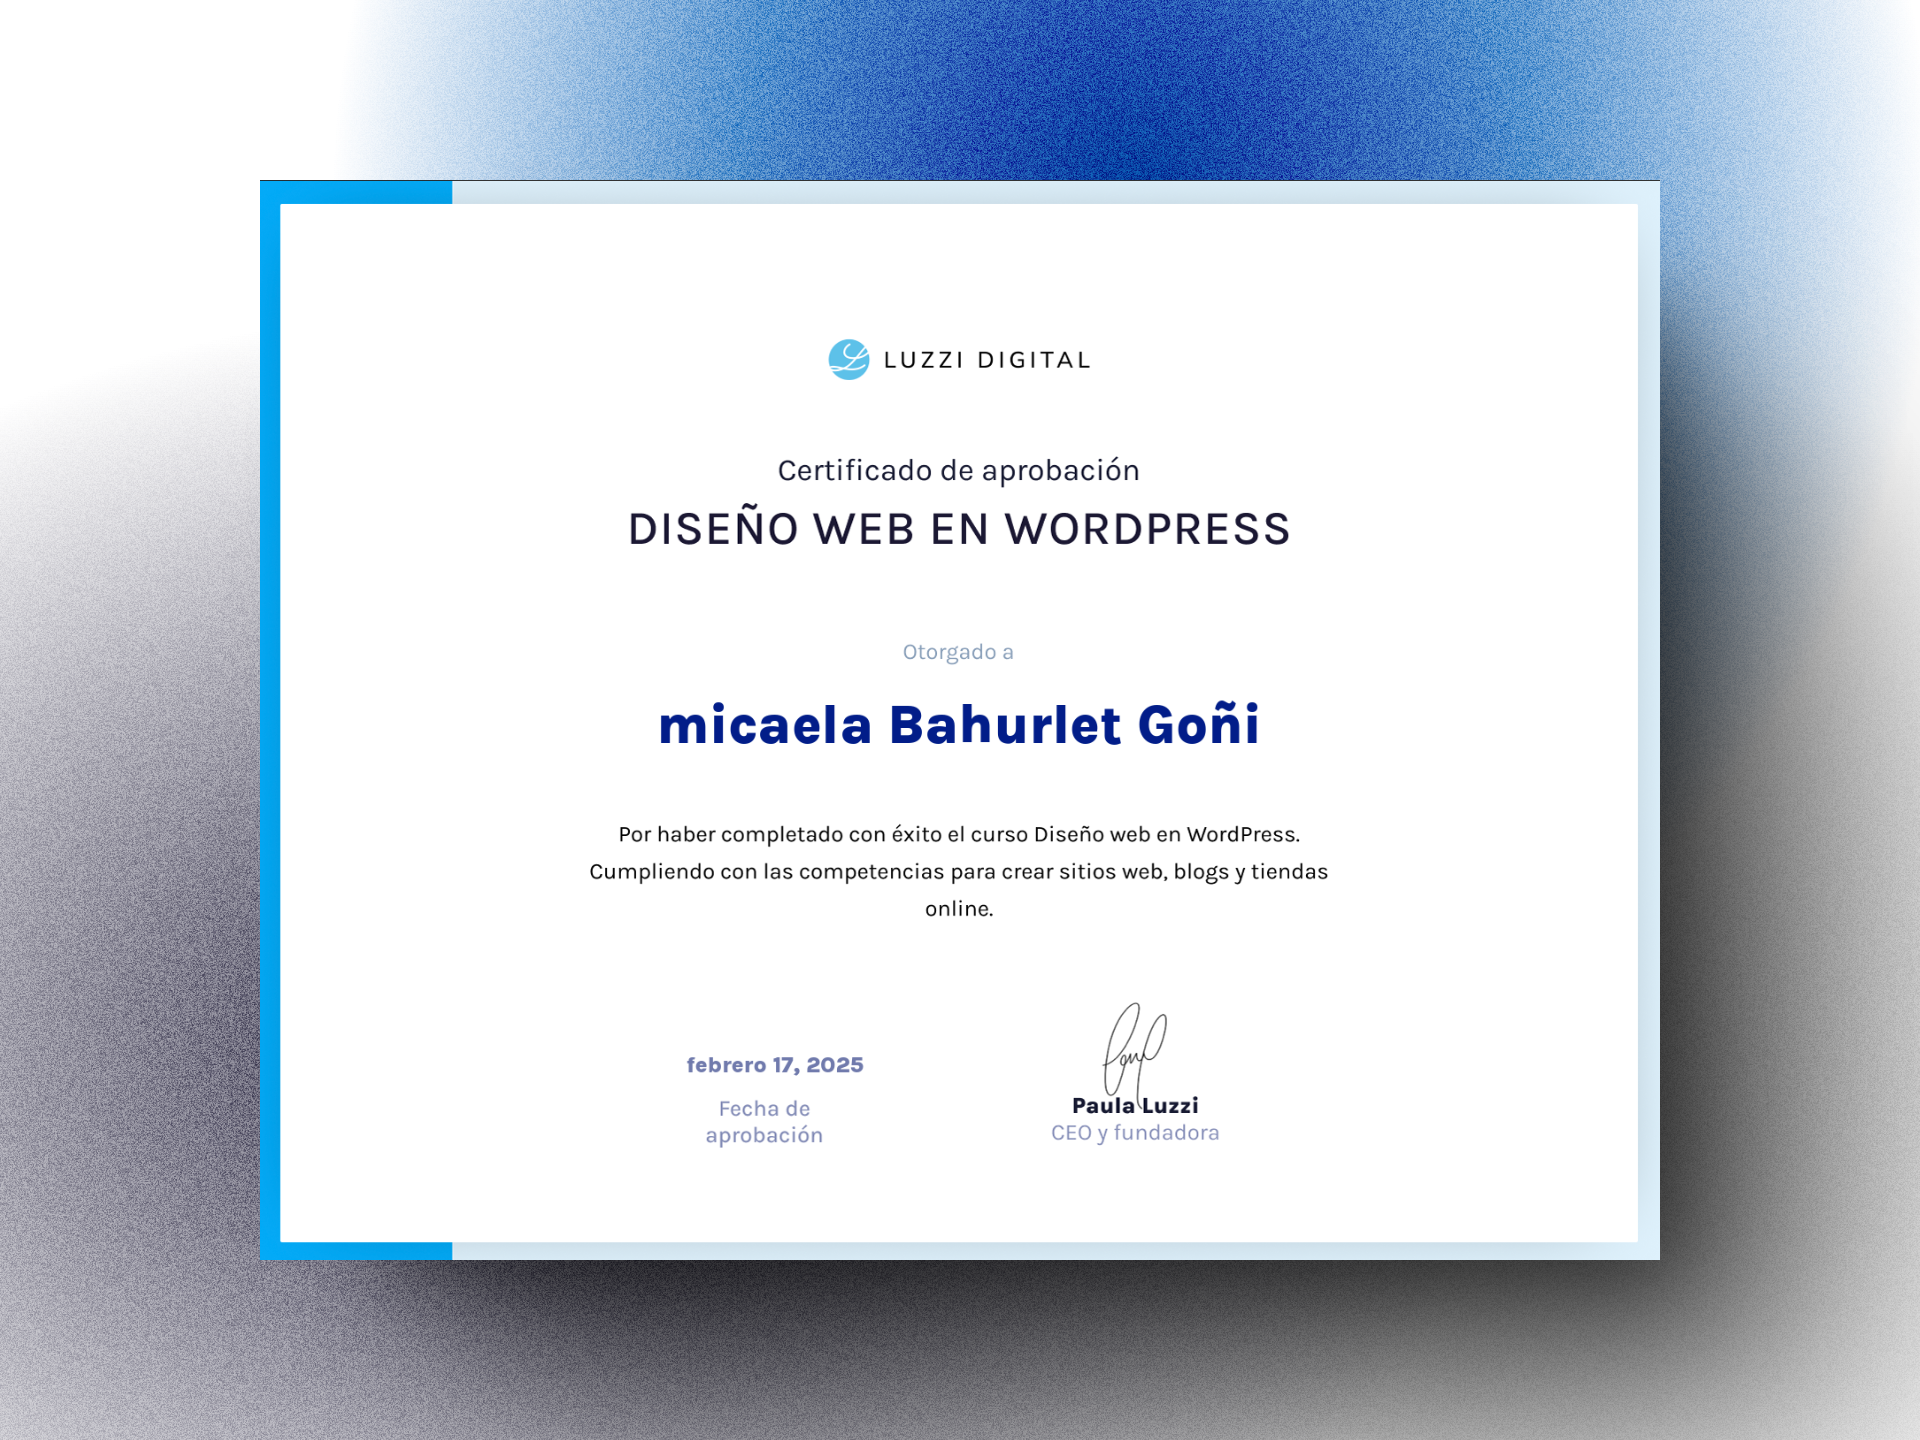 LUZZI DIGITAL
Certificado de aprobación
DISEÑO WEB EN WORDPRESS
Otorgado a
micaela Bahurlet Goñi
Por haber completado con éxito el curso Diseño web en WordPress.
Cumpliendo con las competencias para crear sitios web, blogs y tiendas
online.
febrero 17, 2025
Fecha de
aprobación
Paula Luzzi
CEO y fundadora